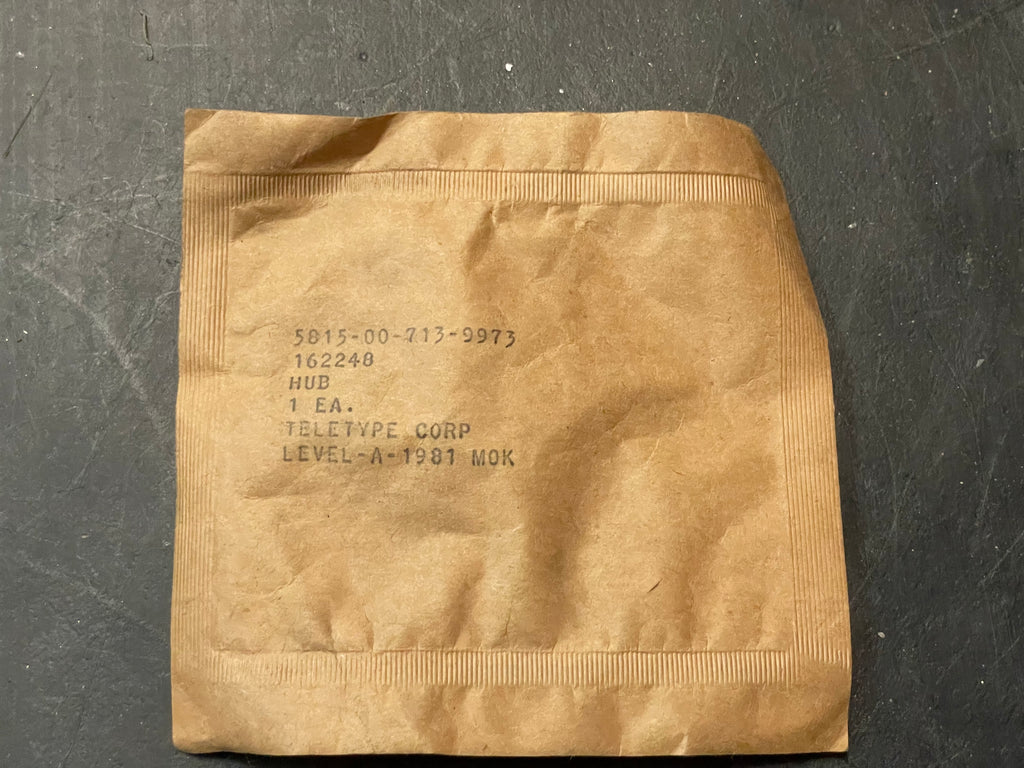 5815-00-713-9973
162248
HUB
1 EA.
TELETYPE CORP
LEVEL-A-1981 MOK